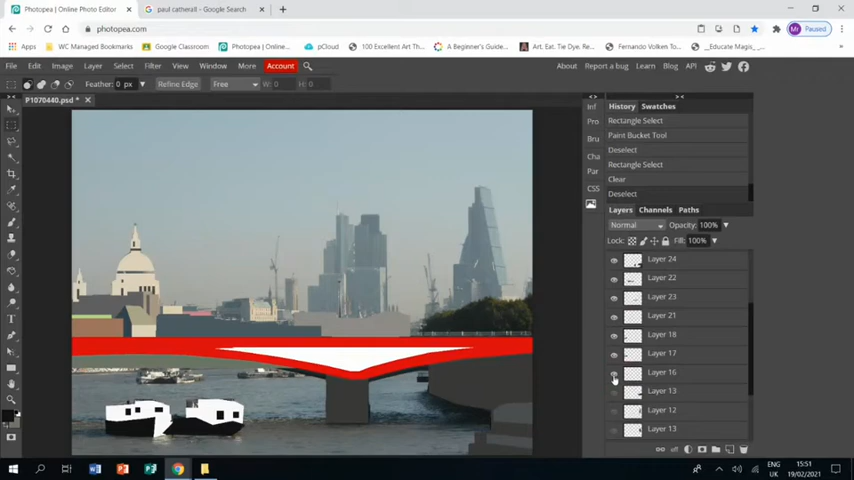 Photopea | Online Photo Editor
paul catherall - Google Search
photopea.com
Mr Paused
Apps WC Managed Bookmarks Google Classroom Photopea | Online... pCloud 100 Excellent Art Th... A Beginner's Guide... Art. Eat. Tie Dye. Re... Fernando Volken To... _Educate Magis_-...
File Edit Image Layer Select Filter View Window More Account
About Report a bug Learn Blog API
Feather: 0 px Refine Edge Free W: 0 H: 0
P1070440.psd *
Inf
Pro
Bru
Cha
Par
CSS
History Swatches
Rectangle Select
Paint Bucket Tool
Deselect
Rectangle Select
Clear
Deselect
Layers Channels Paths
Normal Opacity: 100%
Lock: Fill: 100%
Layer 24
Layer 22
Layer 23
Layer 21
Layer 18
Layer 17
Layer 16
Layer 13
Layer 12
Layer 13
ENG
UK
15:51
19/02/2021